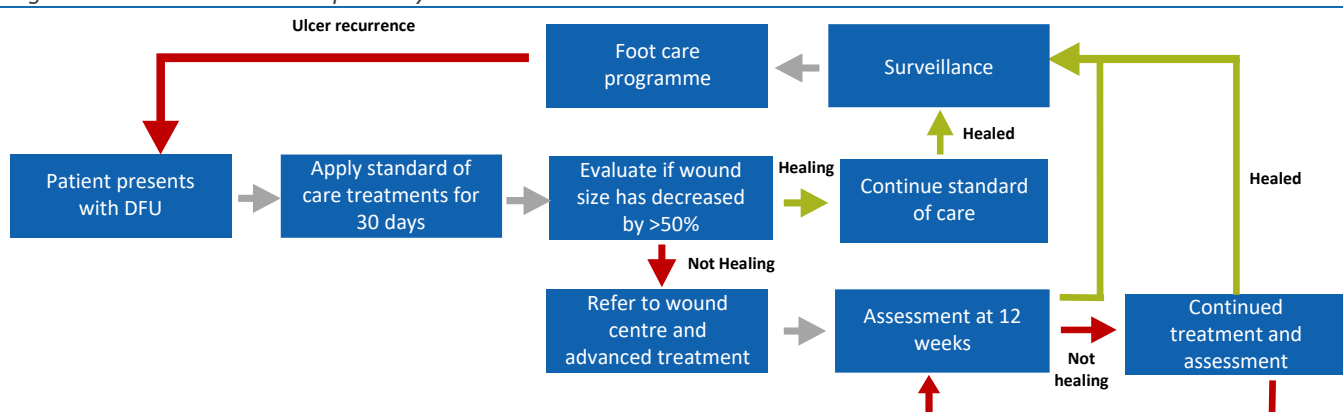 Ulcer recurrence
Foot care
programme
Surveillance
Healed
Patient presents
with DFU
Apply standard of
care treatments for
30 days
Evaluate if wound
size has decreased
by >50%
Healing
Continue standard
of care
Healed
Not Healing
Refer to wound
centre and
advanced treatment
Assessment at 12
weeks
Not
healing
Continued
treatment and
assessment